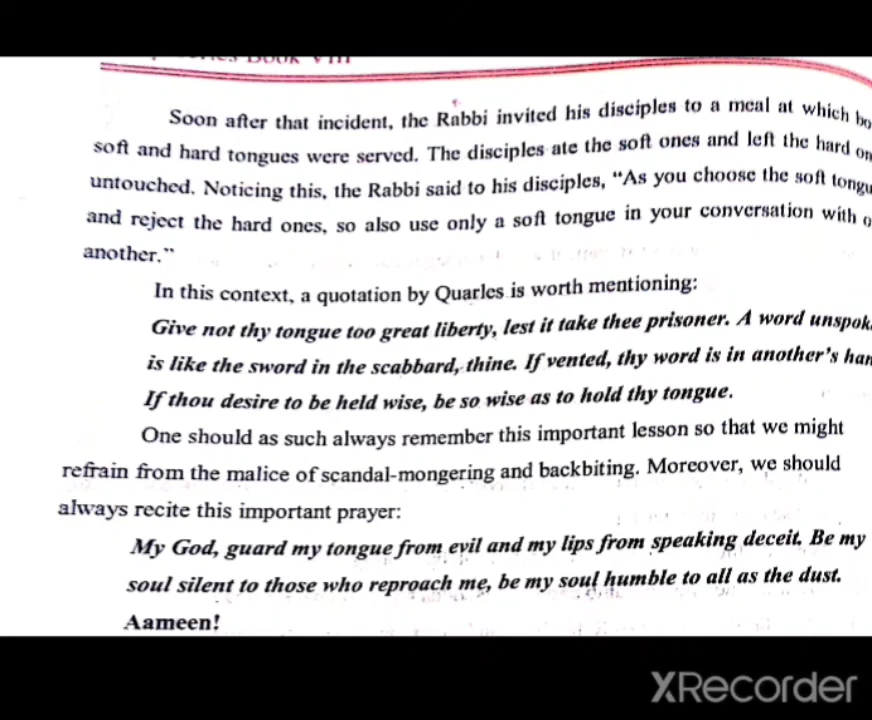 Book VIII
Soon after that incident, the Rabbi invited his disciples to a meal at which
soft and hard tongues were served. The disciples ate the soft ones and left the hard
untouched. Noticing this, the Rabbi said to his disciples, "As you choose the soft
and reject the hard ones, so also use only a soft tongue in your conversation with
another."
In this context, a quotation by Quarles is worth mentioning:
Give not thy tongue too great liberty, lest it take thee prisoner. A word
is like the sword in the scabbard, thine. If vented, thy word is in another's
If thou desire to be held wise, be so wise as to hold thy tongue.
One should as such always remember this important lesson so that we might
refrain from the malice of scandal-mongering and backbiting. Moreover, we should
always recite this important prayer:
My God, guard my tongue from evil and my lips from speaking deceit. Be my
soul silent to those who reproach me, be my soul humble to all as the dust.
Aameen!
XRecorder